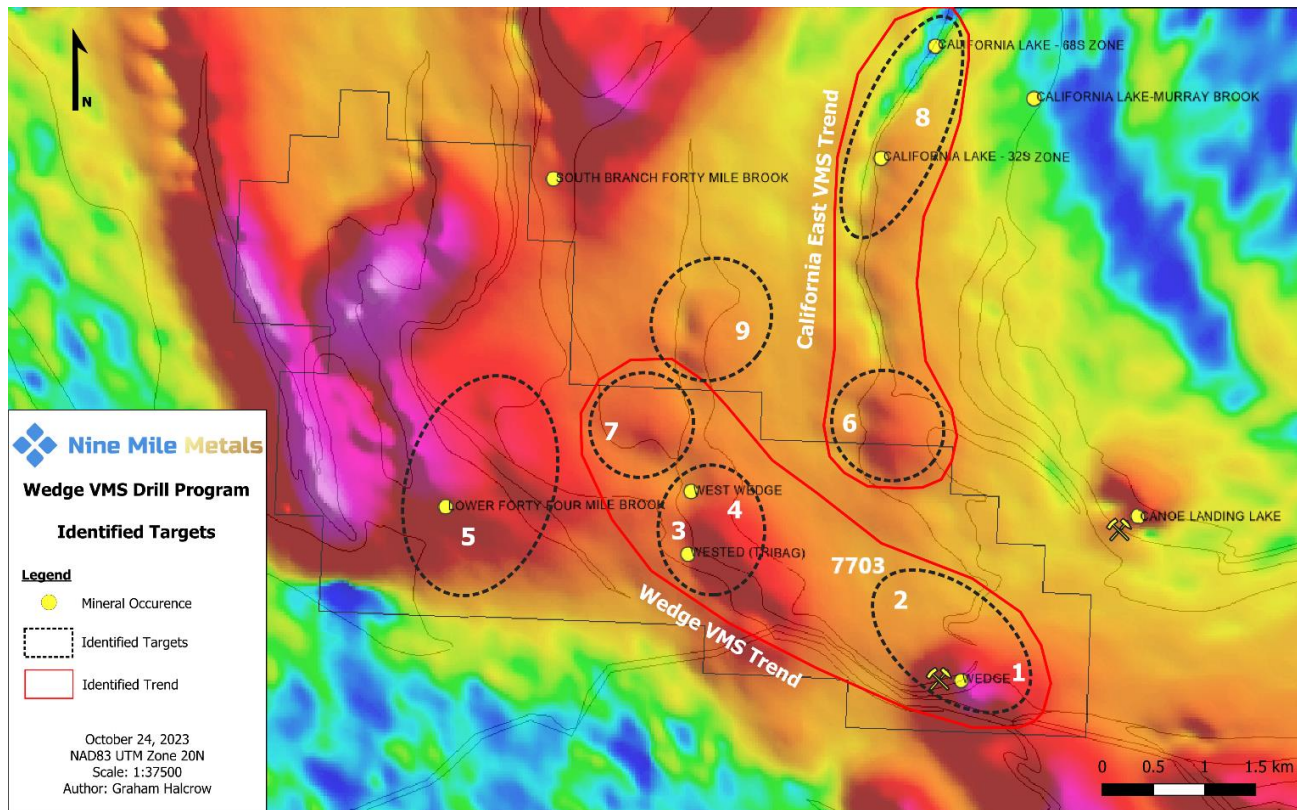 N
CALIFORNIA LAKE - 68S ZONE
CALIFORNIA LAKE-MURRAY BROOK
8
CALIFORNIA LAKE - 32S ZONE
SOUTH BRANCH FORTY MILE BROOK
California East VMS Trend
9
6
7
WEST WEDGE
4
LOWER FORTY FOUR MILE BROOK
3
5
WESTED (TRIBAG)
CANOE LANDING LAKE
7703
2
Wedge VMS Trend
WEDGE
1
Nine Mile Metals
Wedge VMS Drill Program
Identified Targets
Legend
Mineral Occurence
Identified Targets
Identified Trend
October 24, 2023
NAD83 UTM Zone 20N
Scale: 1:37500
Author: Graham Halcrow
0 0.5 1 1.5 km